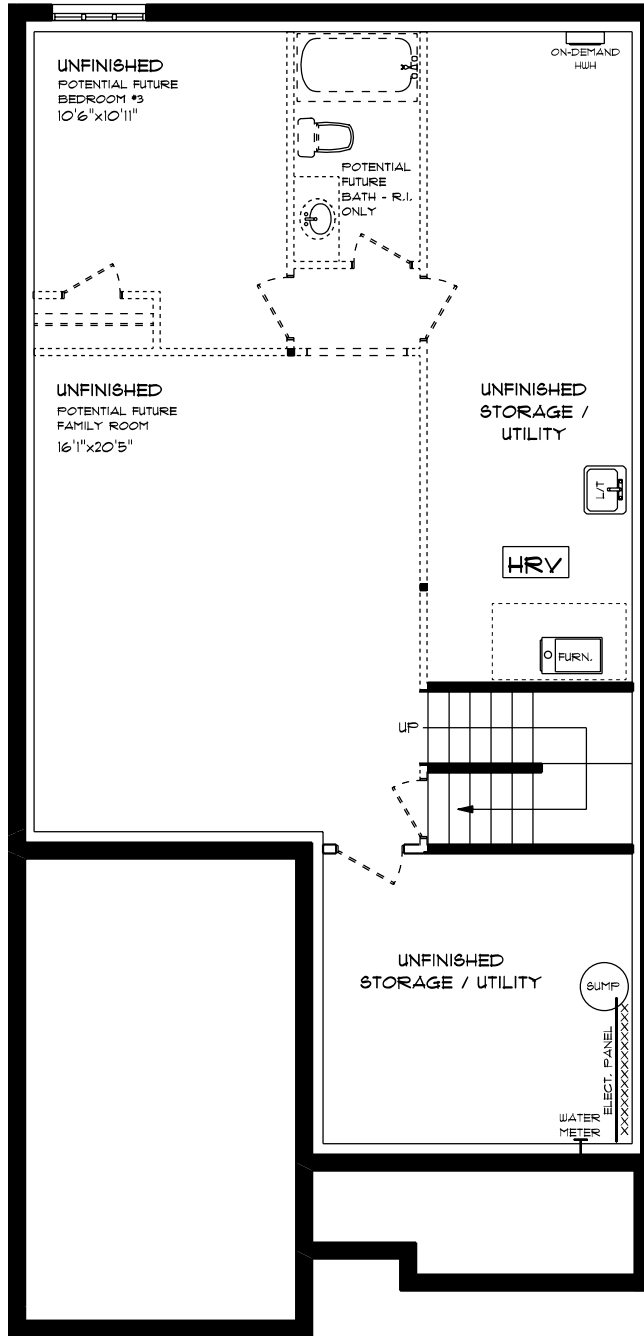 UNFINISHED
POTENTIAL FUTURE
BEDROOM #3
10'6"x10'11"
ON-DEMAND
HWH
POTENTIAL
FUTURE
BATH - R.I.
ONLY
UNFINISHED
POTENTIAL FUTURE
FAMILY ROOM
16'1"x20'5"
UNFINISHED
STORAGE /
UTILITY
L/T
HRV
FURN.
UP
UNFINISHED
STORAGE / UTILITY
SUMP
ELECT. PANEL
XXXXXXXXXXXXX
WATER
METER